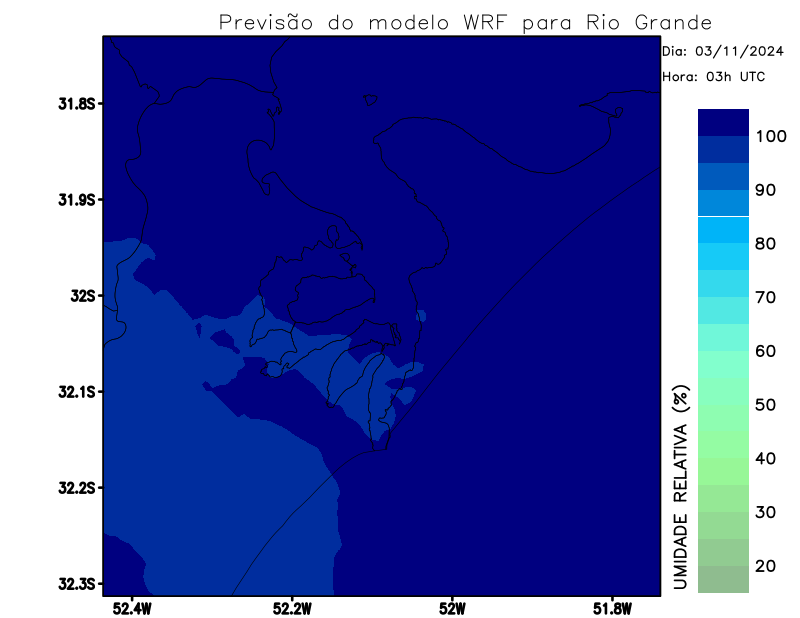 Previsão do modelo WRF para Rio Grande
Dia: 03/11/2024
Hora: 03h UTC
31.8S
31.9S
32S
32.1S
32.2S
32.3S
52.4W
52.2W
52W
51.8W
100
90
80
70
60
50
40
30
20
UMIDADE RELATIVA (%)